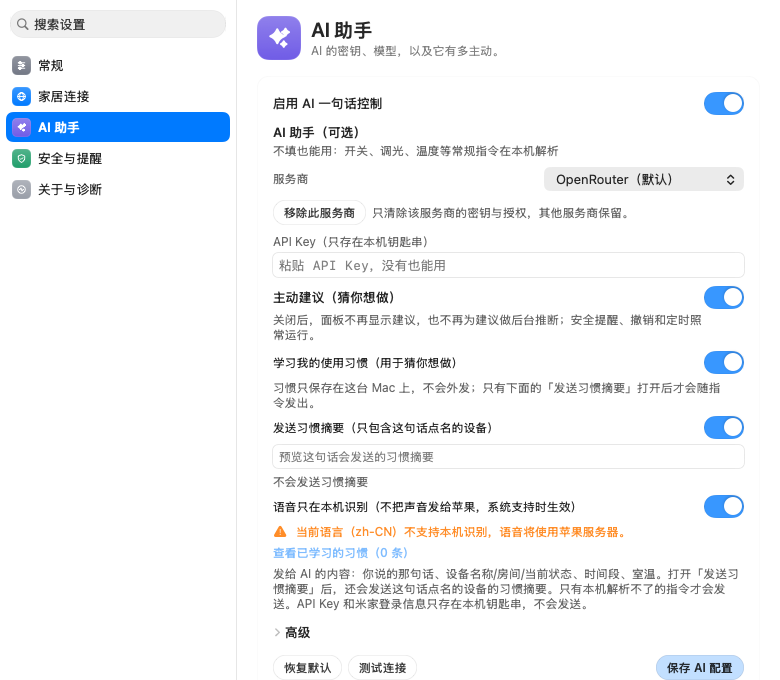 搜索设置
常规
家居连接
AI 助手
安全与提醒
关于与诊断
AI 助手
AI 的密钥、模型，以及它有多主动。
启用 AI 一句话控制
AI 助手（可选）
不填也能用：开关、调光、温度等常规指令在本机解析
服务商
OpenRouter（默认）
移除此服务商 只清除该服务商的密钥与授权，其他服务商保留。
API Key（只存在本机钥匙串）
粘贴 API Key，没有也能用
主动建议（猜你想做）
关闭后，面板不再显示建议，也不再为建议做后台推断；安全提醒、撤销和定时照
常运行。
学习我的使用习惯（用于猜你想做）
习惯只保存在这台 Mac 上，不会外发；只有下面的「发送习惯摘要」打开后才会随指
令发出。
发送习惯摘要（只包含这句话点名的设备）
预览这句话会发送的习惯摘要
不会发送习惯摘要
语音只在本机识别（不把声音发给苹果，系统支持时生效）
当前语言（zh-CN）不支持本机识别，语音将使用苹果服务器。
查看已学习的习惯（0 条）
发给 AI 的内容：你说的那句话、设备名称/房间/当前状态、时间段、室温。打开「发送习
惯摘要」后，还会发送这句话点名的设备的习惯摘要。只有本机解析不了的指令才会发
送。API Key 和米家登录信息只存在本机钥匙串，不会发送。
高级
恢复默认 测试连接 保存 AI 配置